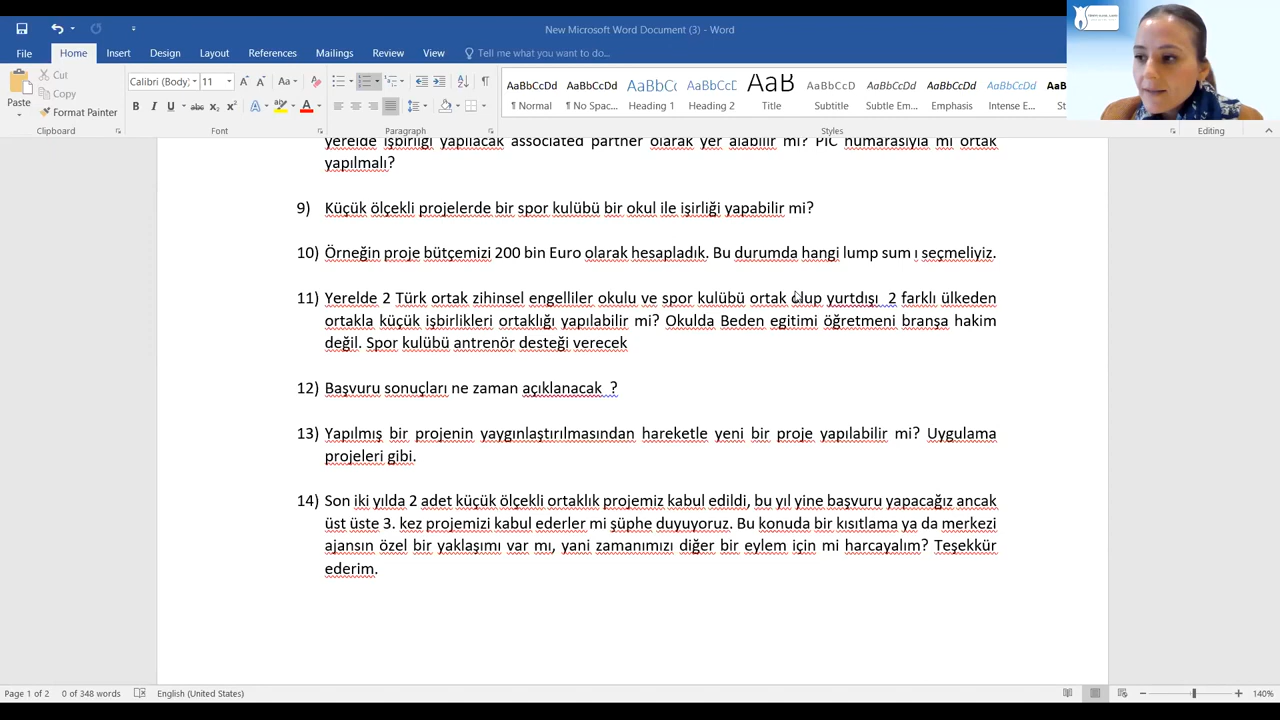 New Microsoft Word Document (3) - Word
File Home Insert Draw Design Layout References Mailings Review View Tell me what you want to do...
Paste
Cut
Copy
Format Painter
Clipboard
Calibri (Body) 11
Font
Paragraph
AaBbCcDd AaBbCcDd AaBbCc AaBbCcD AaB AaBbCcD AaBbCcDd AaBbCcDd AaBbCcDd AaB
¶ Normal ¶ No Spac... Heading 1 Heading 2 Title Subtitle Subtle Em... Emphasis Intense E... St
Styles
Editing
yerelde işbirliği yapılacak associated partner olarak yer alabilir mi? PIC numarasıyla mı ortak
yapılmalı?
9) Küçük ölçekli projelerde bir spor kulübü bir okul ile işirliği yapabilir mi?
10) Örneğin proje bütçemizi 200 bin Euro olarak hesapladık. Bu durumda hangi lump sum ı seçmeliyiz.
11) Yerelde 2 Türk ortak zihinsel engelliler okulu ve spor kulübü ortak olup yurtdışı 2 farklı ülkeden
ortakla küçük işbirlikleri ortaklığı yapılabilir mi? Okulda Beden egitimi öğretmeni branşa hakim
değil. Spor kulübü antrenör desteği verecek
12) Başvuru sonuçları ne zaman açıklanacak ?
13) Yapılmış bir projenin yaygınlaştırılmasından hareketle yeni bir proje yapılabilir mi? Uygulama
projeleri gibi.
14) Son iki yılda 2 adet küçük ölçekli ortaklık projemiz kabul edildi, bu yıl yine başvuru yapacağız ancak
üst üste 3. kez projemizi kabul ederler mi şüphe duyuyoruz. Bu konuda bir kısıtlama ya da merkezi
ajansın özel bir yaklaşımı var mı, yani zamanımızı diğer bir eylem için mi harcayalım? Teşekkür
ederim.
Page 1 of 2 0 of 348 words English (United States) 140%